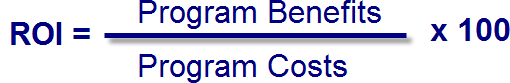 Program Benefits
ROI = x 100
Program Costs